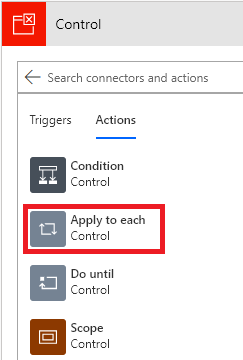 Control
Search connectors and actions
Triggers
Actions
Condition
Control
Apply to each
Control
Do until
Control
Scope
Control